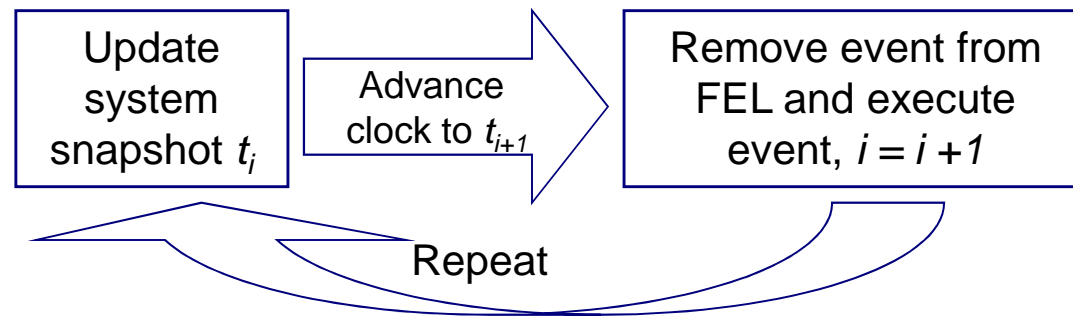 Update
system
snapshot tᵢ
Advance
clock to tᵢ₊₁
Remove event from
FEL and execute
event, i = i +1
Repeat